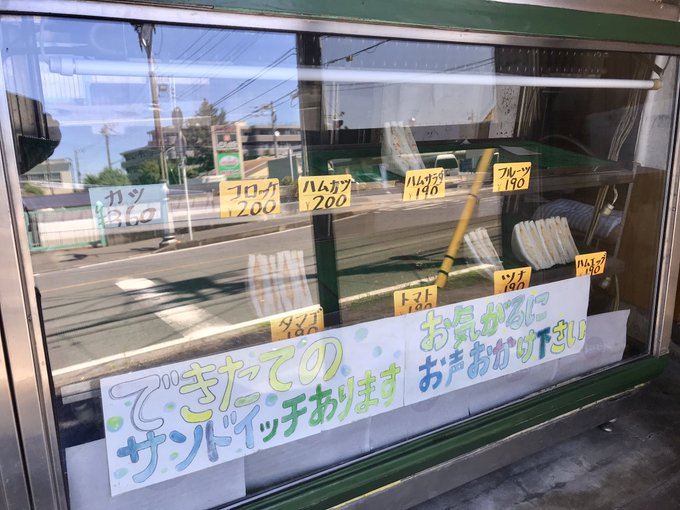 カツ
260
コロッケ
¥200
ハムカツ
¥200
ハムサラダ
¥190
フルーツ
¥190
タマゴ
190
トマト
ツナ
190
ハムエッグ
190
できたての
サンドイッチあります
お気がるに
お声おかけ下さい